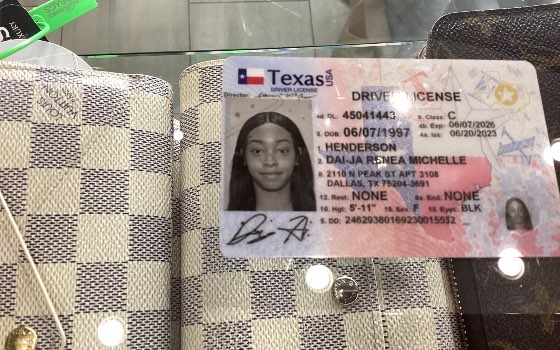 Texas USA
DRIVER LICENSE
Director:
DRIVER LICENSE
4d. DL: 45041443 9. Class: C
4b. Exp: 06/07/2026
3. DOB: 06/07/1997 4a. Iss: 06/20/2023
1. HENDERSON
2. DAI-JA RENEA MICHELLE
8. 2110 N PEAK ST APT 3108
DALLAS, TX 75204-3691
12. Rest: NONE 9a. End: NONE
16. Hgt: 5'-11" 15. Sex: F 18. Eyes: BLK
5. DD: 24629380169230015532